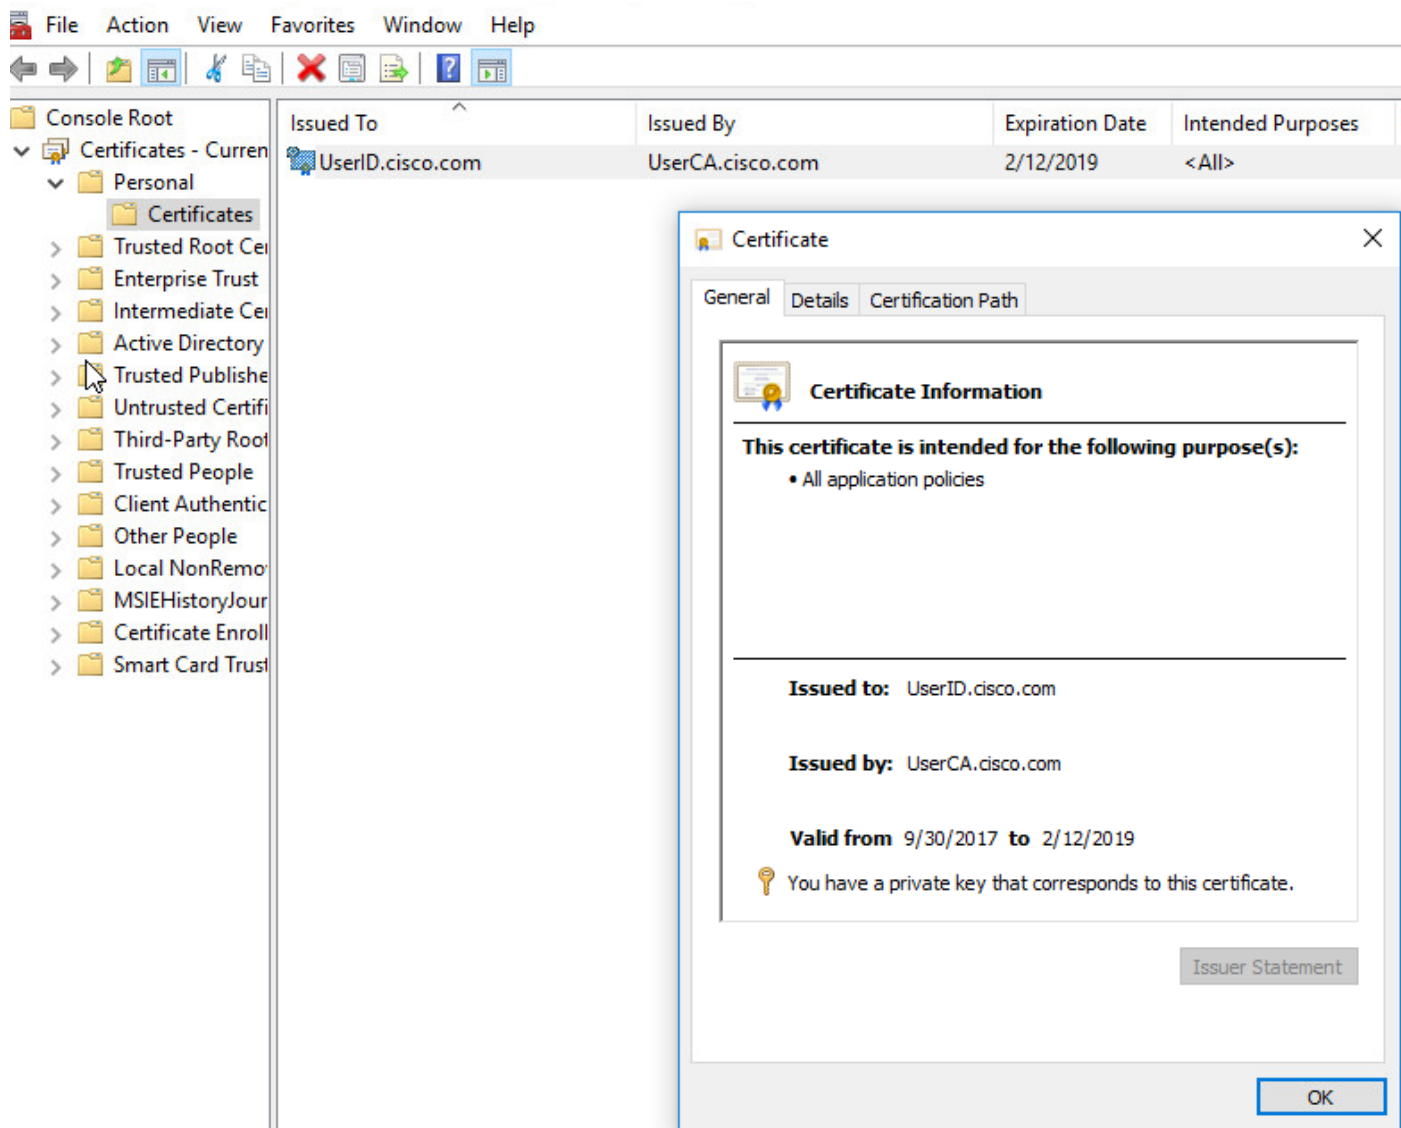 File Action View Favorites Window Help
Console Root
Certificates - Curren
Personal
Certificates
Trusted Root Cer
Enterprise Trust
Intermediate Cer
Active Directory
Trusted Publishe
Untrusted Certifi
Third-Party Root
Trusted People
Client Authentic
Other People
Local NonRemo
MSIEHistoryJour
Certificate Enroll
Smart Card Trust
Issued To Issued By Expiration Date Intended Purposes
UserID.cisco.com UserCA.cisco.com 2/12/2019 <All>
Certificate
General Details Certification Path
Certificate Information
This certificate is intended for the following purpose(s):
• All application policies
Issued to: UserID.cisco.com
Issued by: UserCA.cisco.com
Valid from 9/30/2017 to 2/12/2019
You have a private key that corresponds to this certificate.
Issuer Statement
OK